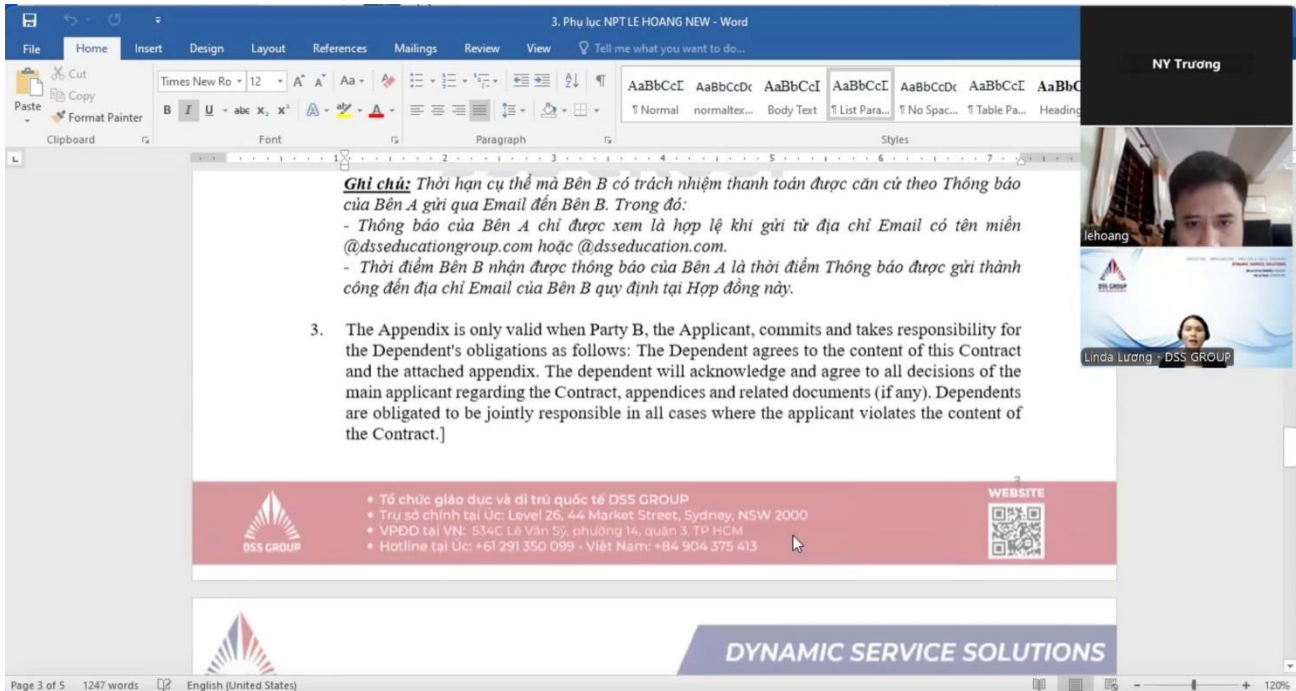 3. Phụ lục NPT LE HOANG NEW - Word
File Home Insert Design Layout References Mailings Review View Tell me what you want to do...
Paste
Cut
Copy
Format Painter
Clipboard
Times New Ro 12
Font
Paragraph
AaBbCcI AaBbCcDc AaBbCcI AaBbCcI AaBbCcDc AaBbCcI AaBbC
¶ Normal normaltex... Body Text ¶ List Para... ¶ No Spac... ¶ Table Pa... Heading
Styles
1 2 3 4 5 6 7
Ghi chú: Thời hạn cụ thể mà Bên B có trách nhiệm thanh toán được căn cứ theo Thông báo
của Bên A gửi qua Email đến Bên B. Trong đó:
- Thông báo của Bên A chỉ được xem là hợp lệ khi gửi từ địa chỉ Email có tên miền
@dsseducationgroup.com hoặc @dsseducation.com.
- Thời điểm Bên B nhận được thông báo của Bên A là thời điểm Thông báo được gửi thành
công đến địa chỉ Email của Bên B quy định tại Hợp đồng này.
3. The Appendix is only valid when Party B, the Applicant, commits and takes responsibility for
the Dependent's obligations as follows: The Dependent agrees to the content of this Contract
and the attached appendix. The dependent will acknowledge and agree to all decisions of the
main applicant regarding the Contract, appendices and related documents (if any). Dependents
are obligated to be jointly responsible in all cases where the applicant violates the content of
the Contract.]
3
DSS GROUP
• Tổ chức giáo dục và di trú quốc tế DSS GROUP
• Trụ sở chính tại Úc: Level 26, 44 Market Street, Sydney, NSW 2000
• VPĐD tại VN: 534C Lê Văn Sỹ, phường 14, quận 3, TP HCM
• Hotline tại Úc: +61 291 350 099 - Việt Nam: +84 904 375 413
WEBSITE
DYNAMIC SERVICE SOLUTIONS
Page 3 of 5 1247 words English (United States) 120%
NY Trương
lehoang
DSS GROUP
Linda Lương - DSS GROUP